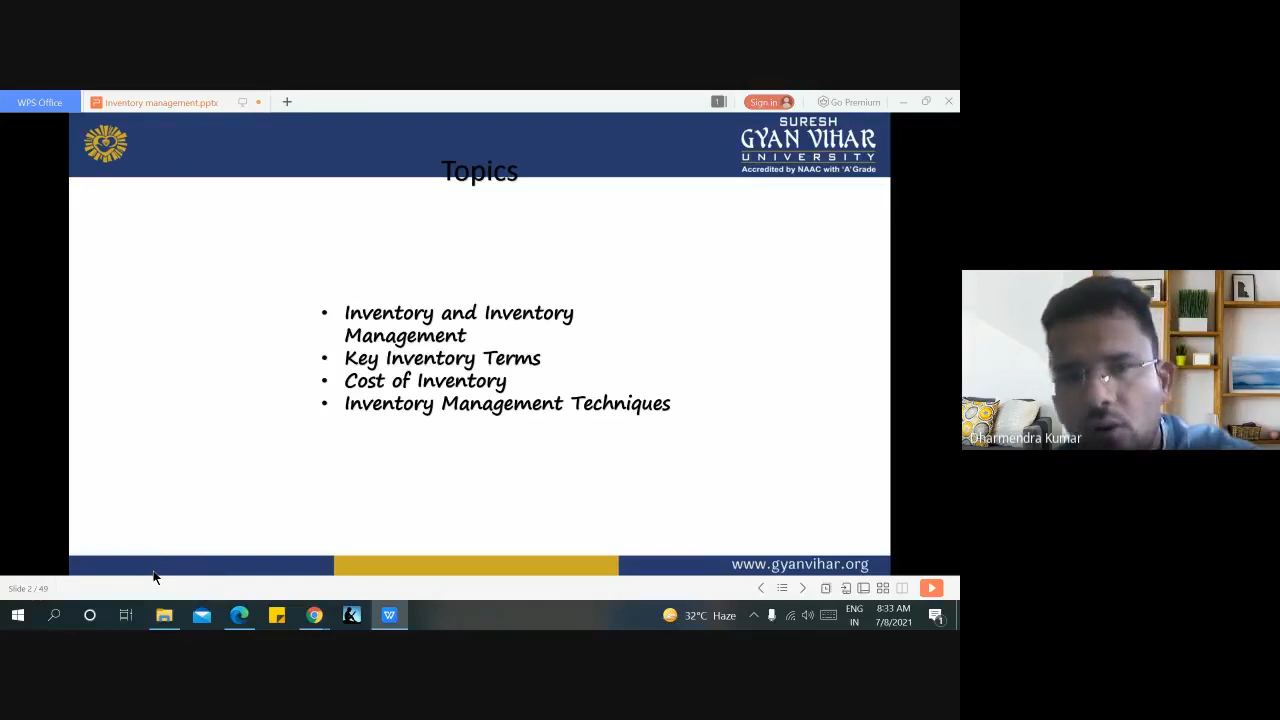 WPS Office
Inventory management.pptx
1
Sign in
Go Premium
SURESH
GYAN VIHAR
UNIVERSITY
Accredited by NAAC with 'A' Grade
Topics
• Inventory and Inventory
Management
• Key Inventory Terms
• Cost of Inventory
• Inventory Management Techniques
Dharmendra Kumar
www.gyanvihar.org
Slide 2 / 49
32°C Haze
ENG
IN
8:33 AM
7/8/2021
1